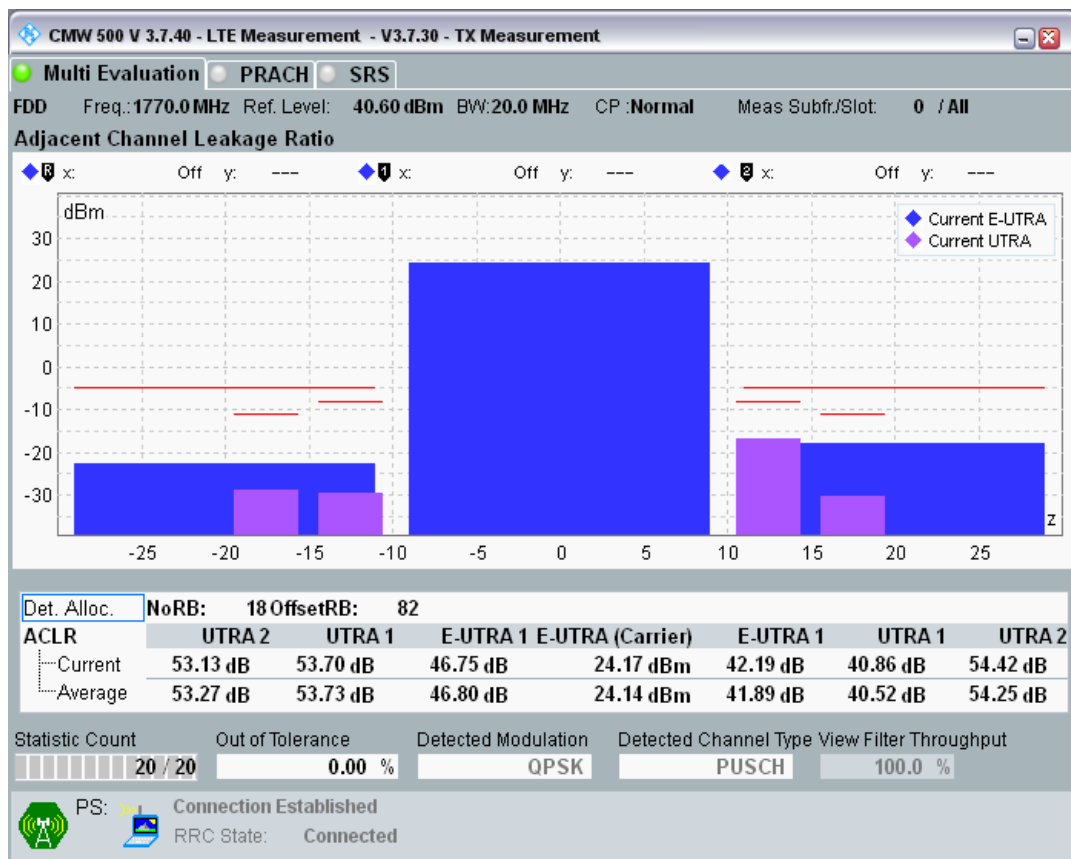 CMW 500 V 3.7.40 - LTE Measurement - V3.7.30 - TX Measurement
Multi Evaluation PRACH SRS
FDD Freq.:1770.0 MHz Ref. Level: 40.60 dBm BW:20.0 MHz CP :Normal Meas Subfr./Slot: 0 / All
Adjacent Channel Leakage Ratio
R x: Off y: --- 1 x: Off y: --- 2 x: Off y: ---
dBm
Current E-UTRA
Current UTRA
30
20
10
0
-10
-20
-30
z
-25 -20 -15 -10 -5 0 5 10 15 20 25
Det. Alloc. NoRB: 18 OffsetRB: 82
ACLR UTRA 2 UTRA 1 E-UTRA 1 E-UTRA (Carrier) E-UTRA 1 UTRA 1 UTRA 2
Current 53.13 dB 53.70 dB 46.75 dB 24.17 dBm 42.19 dB 40.86 dB 54.42 dB
Average 53.27 dB 53.73 dB 46.80 dB 24.14 dBm 41.89 dB 40.52 dB 54.25 dB
Statistic Count Out of Tolerance Detected Modulation Detected Channel Type View Filter Throughput
20 / 20 0.00 % QPSK PUSCH 100.0 %
PS: Connection Established
RRC State: Connected